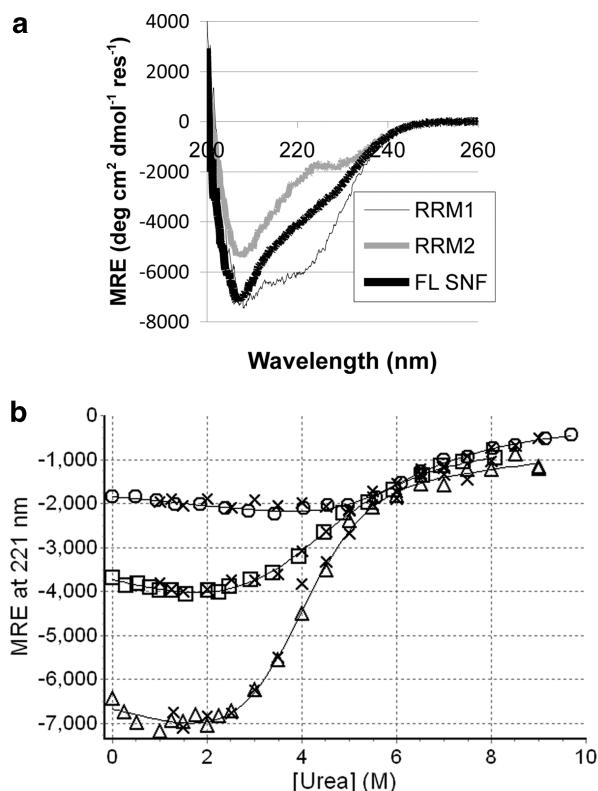 a
4000
2000
0
200 220 240 260
-2000
-4000
-6000
-8000
MRE (deg cm² dmol⁻¹ res⁻¹)
RRM1
RRM2
FL SNF
Wavelength (nm)
b
0
-1,000
-2,000
-3,000
-4,000
-5,000
-6,000
-7,000
MRE at 221 nm
0 2 4 6 8 10
[Urea] (M)